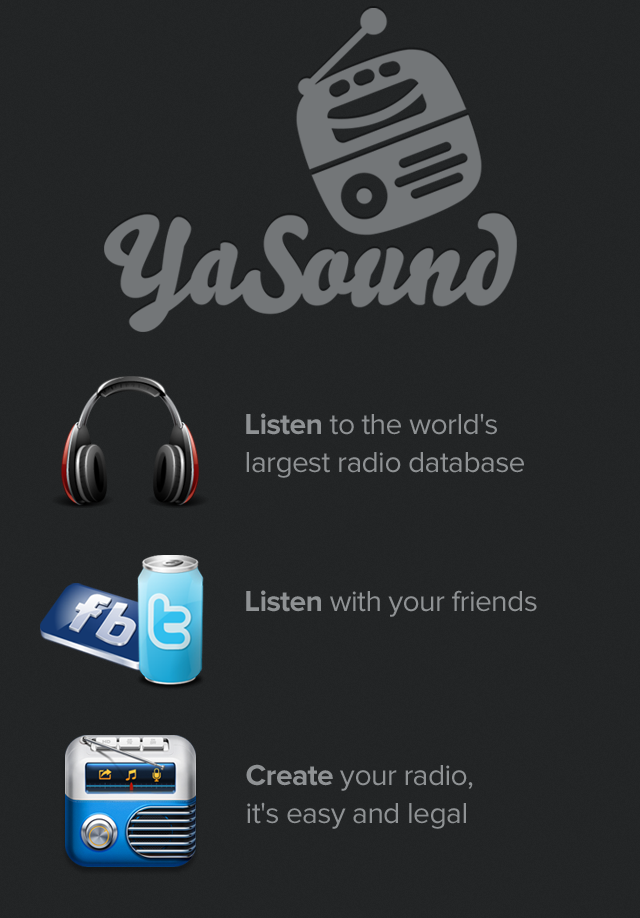 YaSound
Listen to the world's
largest radio database
fb
t
Listen with your friends
Create your radio,
it's easy and legal